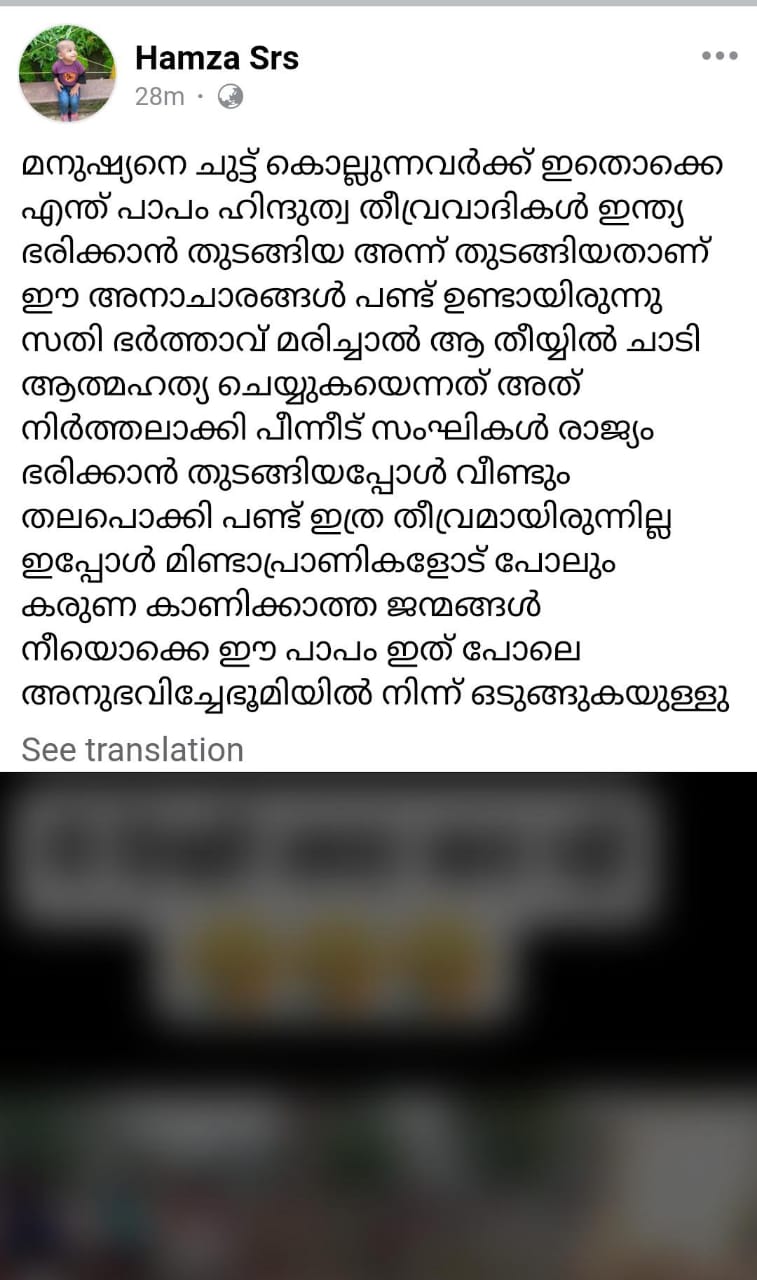 Hamza Srs
28m ·
മനുഷ്യനെ ചുട്ട് കൊല്ലുന്നവർക്ക് ഇതൊക്കെ
എന്ത് പാപം ഹിന്ദുത്വ തീവ്രവാദികൾ ഇന്ത്യ
ഭരിക്കാൻ തുടങ്ങിയ അന്ന് തുടങ്ങിയതാണ്
ഈ അനാചാരങ്ങൾ പണ്ട് ഉണ്ടായിരുന്നു
സതി ഭർത്താവ് മരിച്ചാൽ ആ തീയ്യിൽ ചാടി
ആത്മഹത്യ ചെയ്യുകയെന്നത് അത്
നിർത്തലാക്കി പീന്നീട് സംഘികൾ രാജ്യം
ഭരിക്കാൻ തുടങ്ങിയപ്പോൾ വീണ്ടും
തലപൊക്കി പണ്ട് ഇത്ര തീവ്രമായിരുന്നില്ല
ഇപ്പോൾ മിണ്ടാപ്രാണികളോട് പോലും
കരുണ കാണിക്കാത്ത ജന്മങ്ങൾ
നീയൊക്കെ ഈ പാപം ഇത് പോലെ
അനുഭവിച്ചേഭൂമിയിൽ നിന്ന് ഒടുങ്ങുകയുള്ളു
See translation